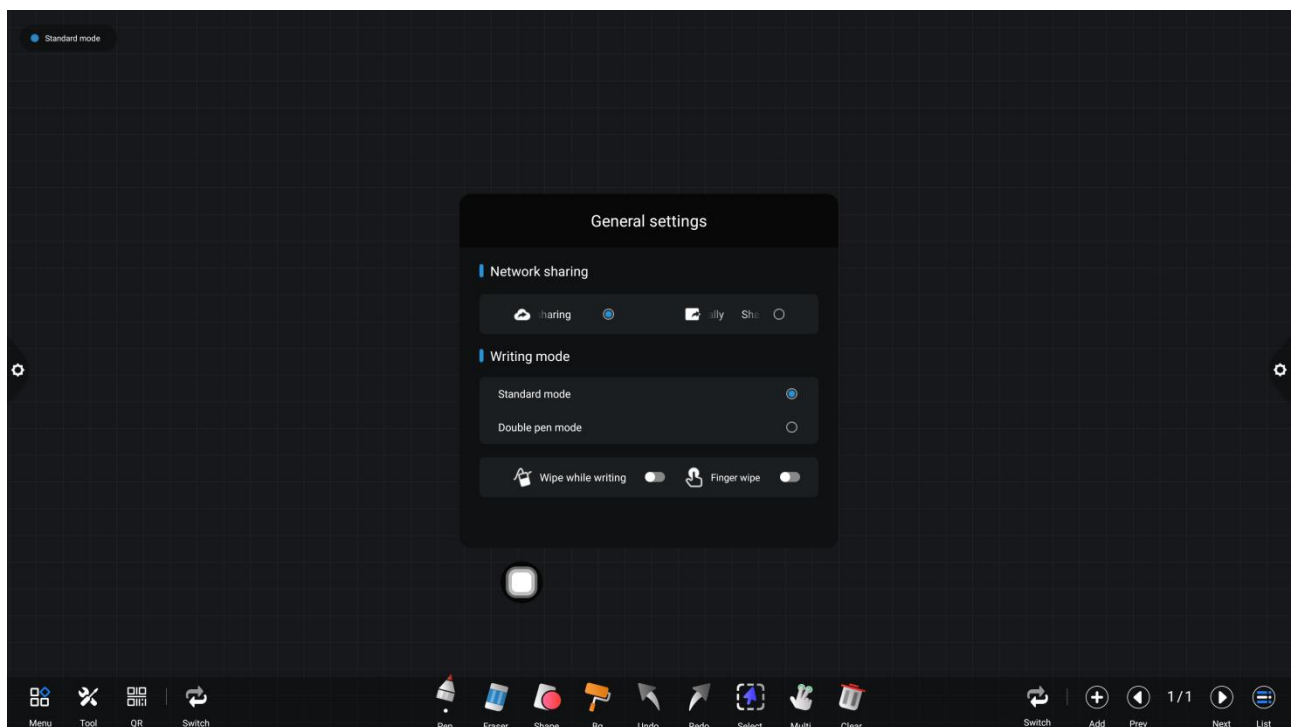 Standard mode
General settings
Network sharing
haring
ally Sha
Writing mode
Standard mode
Double pen mode
Wipe while writing
Finger wipe
Menu Tool QR Switch Pen Eraser Shape Bg Undo Redo Select Multi Clear Switch Add Prev 1/1 Next List